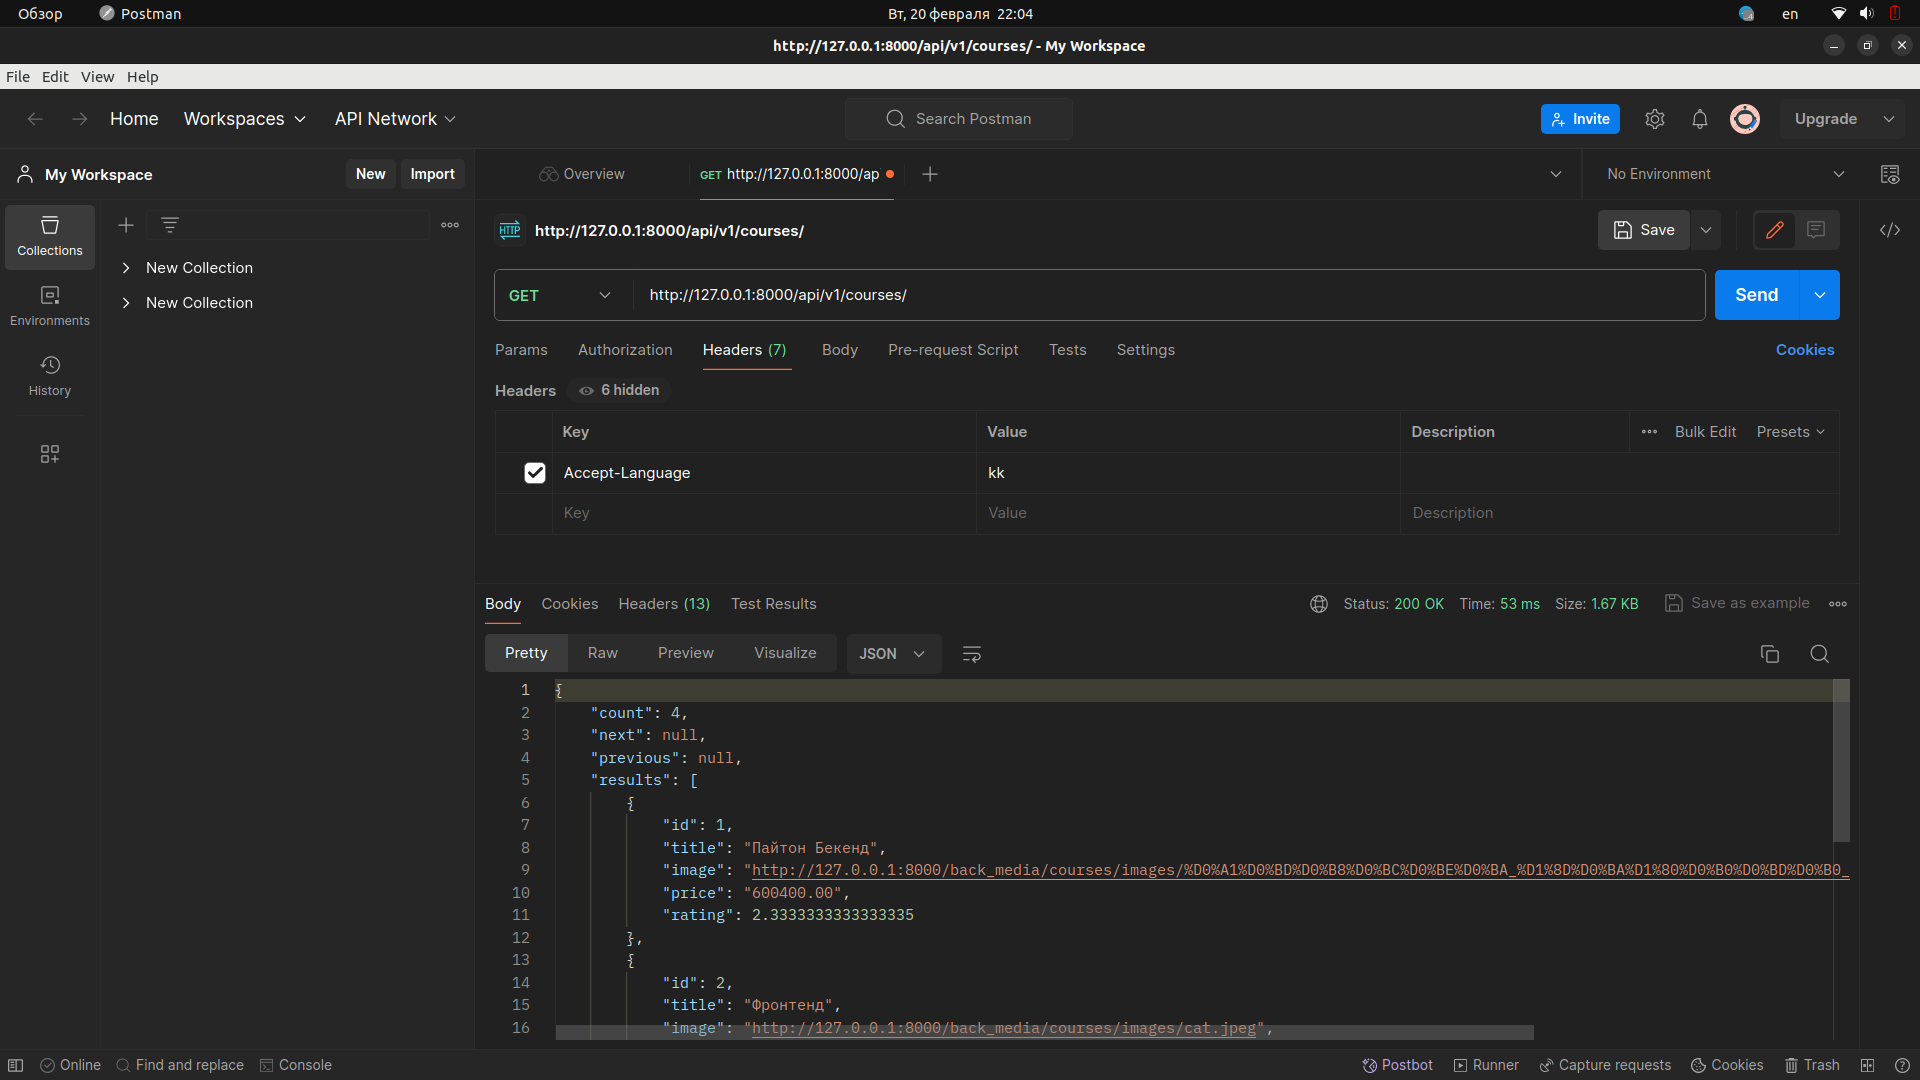 Обзор Postman Вт, 20 февраля 22:04 en
http://127.0.0.1:8000/api/v1/courses/ - My Workspace
File Edit View Help
Home Workspaces API Network Search Postman Invite Upgrade
My Workspace New Import Overview GET http://127.0.0.1:8000/ap No Environment
Collections
Environments
History
New Collection
New Collection
HTTP http://127.0.0.1:8000/api/v1/courses/ Save
GET http://127.0.0.1:8000/api/v1/courses/ Send
Params Authorization Headers (7) Body Pre-request Script Tests Settings Cookies
Headers 6 hidden
Key Value Description Bulk Edit Presets
Accept-Language kk
Key Value Description
Body Cookies Headers (13) Test Results Status: 200 OK Time: 53 ms Size: 1.67 KB Save as example
Pretty Raw Preview Visualize JSON
1 {
2 "count": 4,
3 "next": null,
4 "previous": null,
5 "results": [
6 {
7 "id": 1,
8 "title": "Пайтон Бекенд",
9 "image": "http://127.0.0.1:8000/back_media/courses/images/%D0%A1%D0%BD%D0%B8%D0%BC%D0%BE%D0%BA_%D1%8D%D0%BA%D1%80%D0%B0%D0%BD%D0%B0_
10 "price": "600400.00",
11 "rating": 2.3333333333333335
12 },
13 {
14 "id": 2,
15 "title": "Фронтенд",
16 "image": "http://127.0.0.1:8000/back_media/courses/images/cat.jpeg",
Online Find and replace Console Postbot Runner Capture requests Cookies Trash